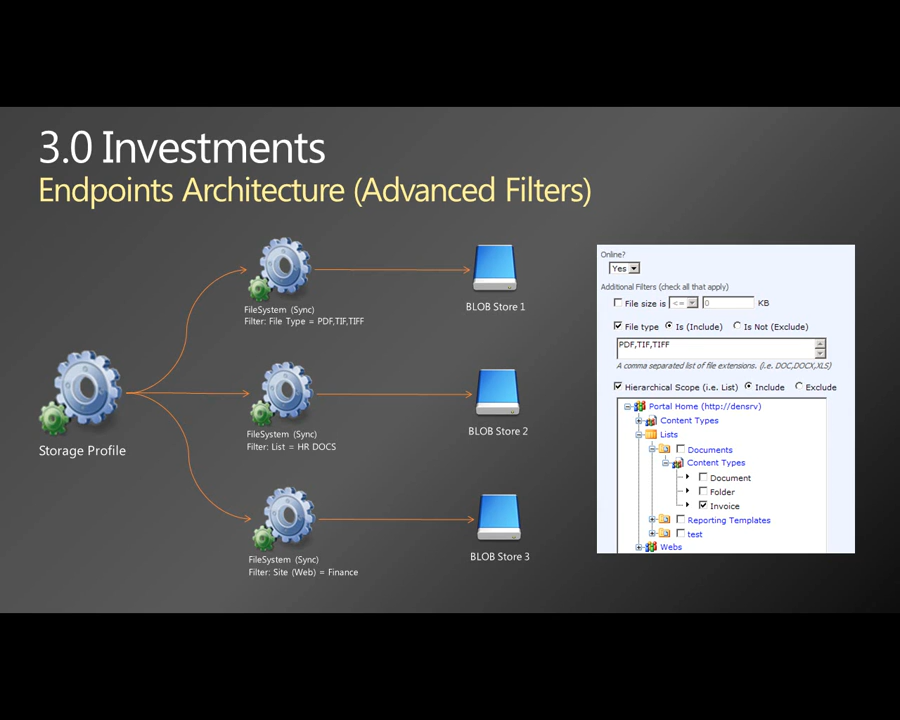 3.0 Investments
Endpoints Architecture (Advanced Filters)
Storage Profile
FileSystem (Sync)
Filter: File Type = PDF,TIF,TIFF
BLOB Store 1
FileSystem (Sync)
Filter: List = HR DOCS
BLOB Store 2
FileSystem (Sync)
Filter: Site (Web) = Finance
BLOB Store 3
Online?
Yes
Additional Filters (check all that apply)
File size is <= 0 KB
File type Is (Include) Is Not (Exclude)
PDF,TIF,TIFF
A comma separated list of file extensions. (i.e. DOC,DOCX,XLS)
Hierarchical Scope (i.e. List) Include Exclude
Portal Home (http://densrv)
Content Types
Lists
Documents
Content Types
Document
Folder
Invoice
Reporting Templates
test
Webs